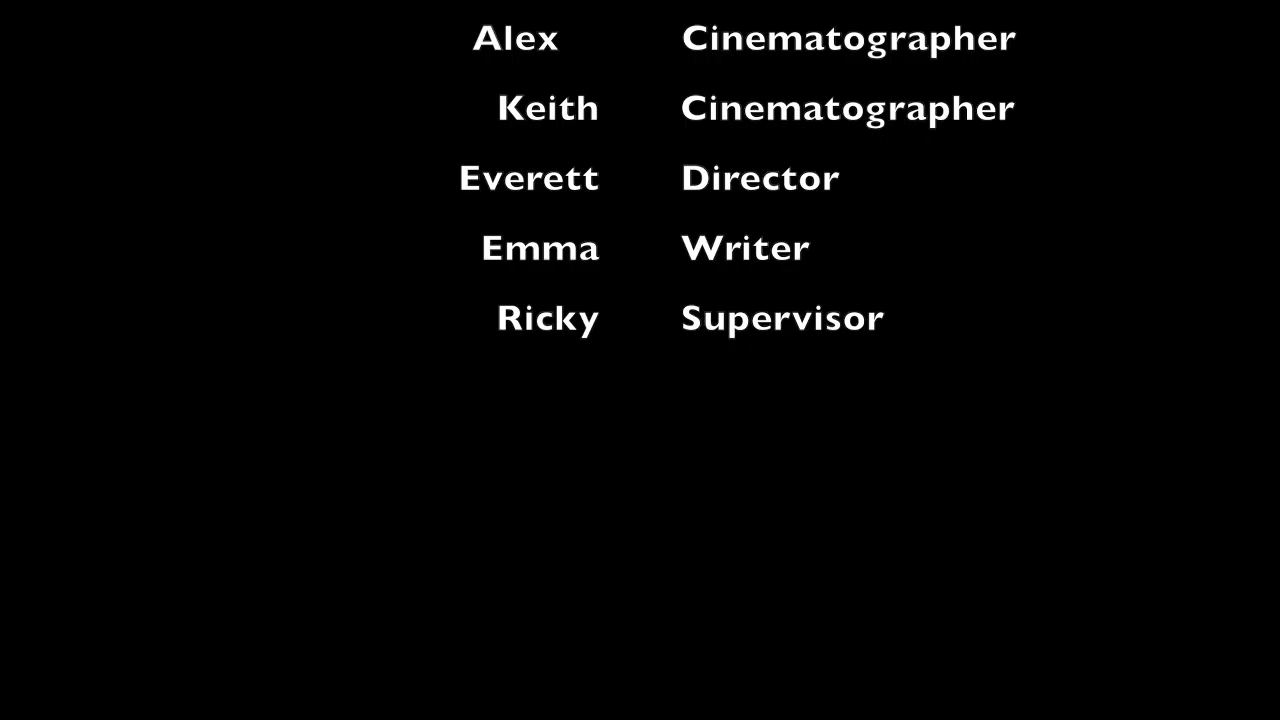 Alex Cinematographer
Keith Cinematographer
Everett Director
Emma Writer
Ricky Supervisor